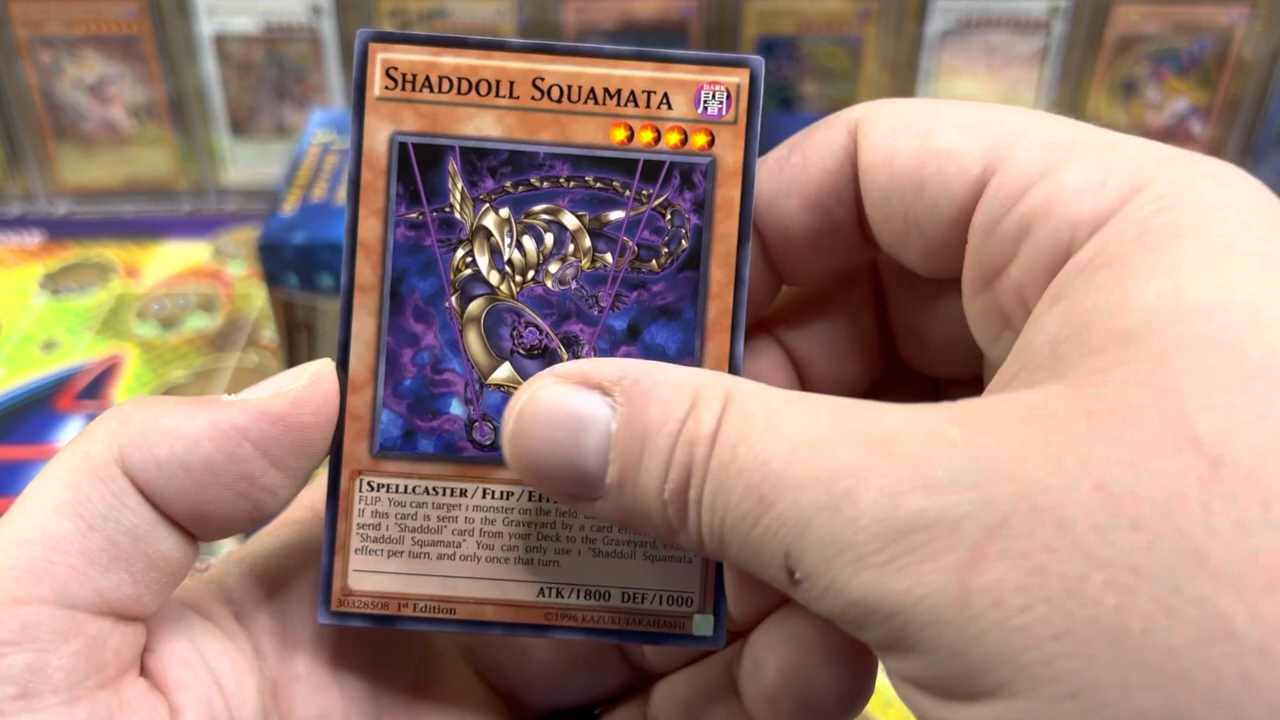 SHADDOLL SQUAMATA
DARK
闇
[SPELLCASTER/FLIP/
FLIP: You can target 1 monster on the field;
If this card is sent to the Graveyard by a card
send 1 "Shaddoll" card from your Deck to the Graveyard,
"Shaddoll Squamata". You can only use 1 "Shaddoll Squamata"
effect per turn, and only once that turn.
ATK/1800 DEF/1000
30328508 1st Edition
©1996 KAZUKI TAKAHASHI